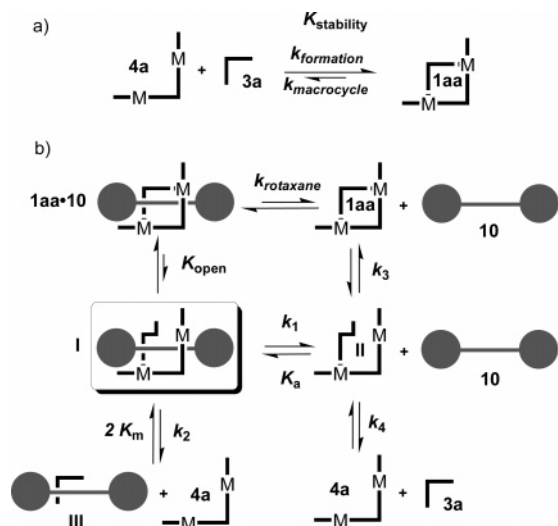 a)
K_stability
4a + 3a k_formation k_macrocycle 1aa
M M M M
b)
1aa•10 M M k_rotaxane M 1aa M + 10
K_open k_3
I M M k_1 K_a M II M + 10
2 K_m k_2 k_4
III + 4a M M 4a M M + 3a